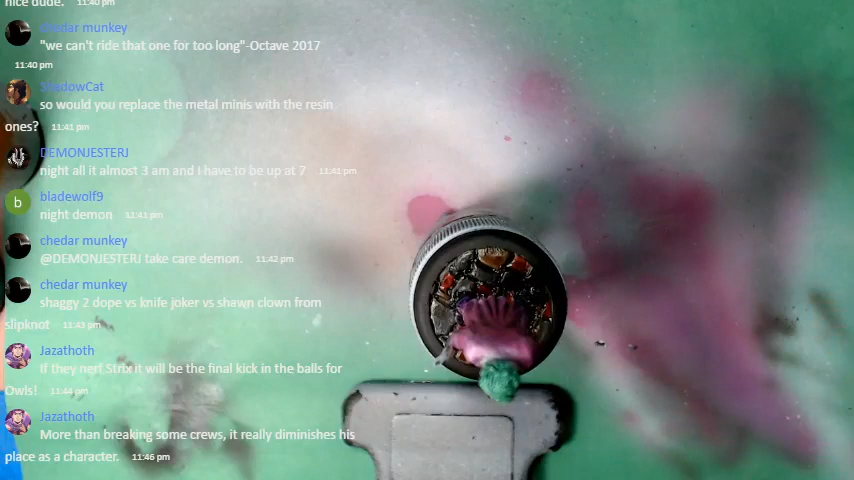 nice dude. 11:40 pm
chedar munkey
"we can't ride that one for too long"-Octave 2017
11:40 pm
ShadowCat
so would you replace the metal minis with the resin
ones? 11:41 pm
DEMONJESTERJ
night all it almost 3 am and I have to be up at 7 11:41 pm
b
bladewolf9
night demon 11:41 pm
chedar munkey
@DEMONJESTERJ take care demon. 11:42 pm
chedar munkey
shaggy 2 dope vs knife joker vs shawn clown from
slipknot 11:43 pm
Jazathoth
If they nerf Strix it will be the final kick in the balls for
Owls! 11:44 pm
Jazathoth
More than breaking some crews, it really diminishes his
place as a character. 11:46 pm